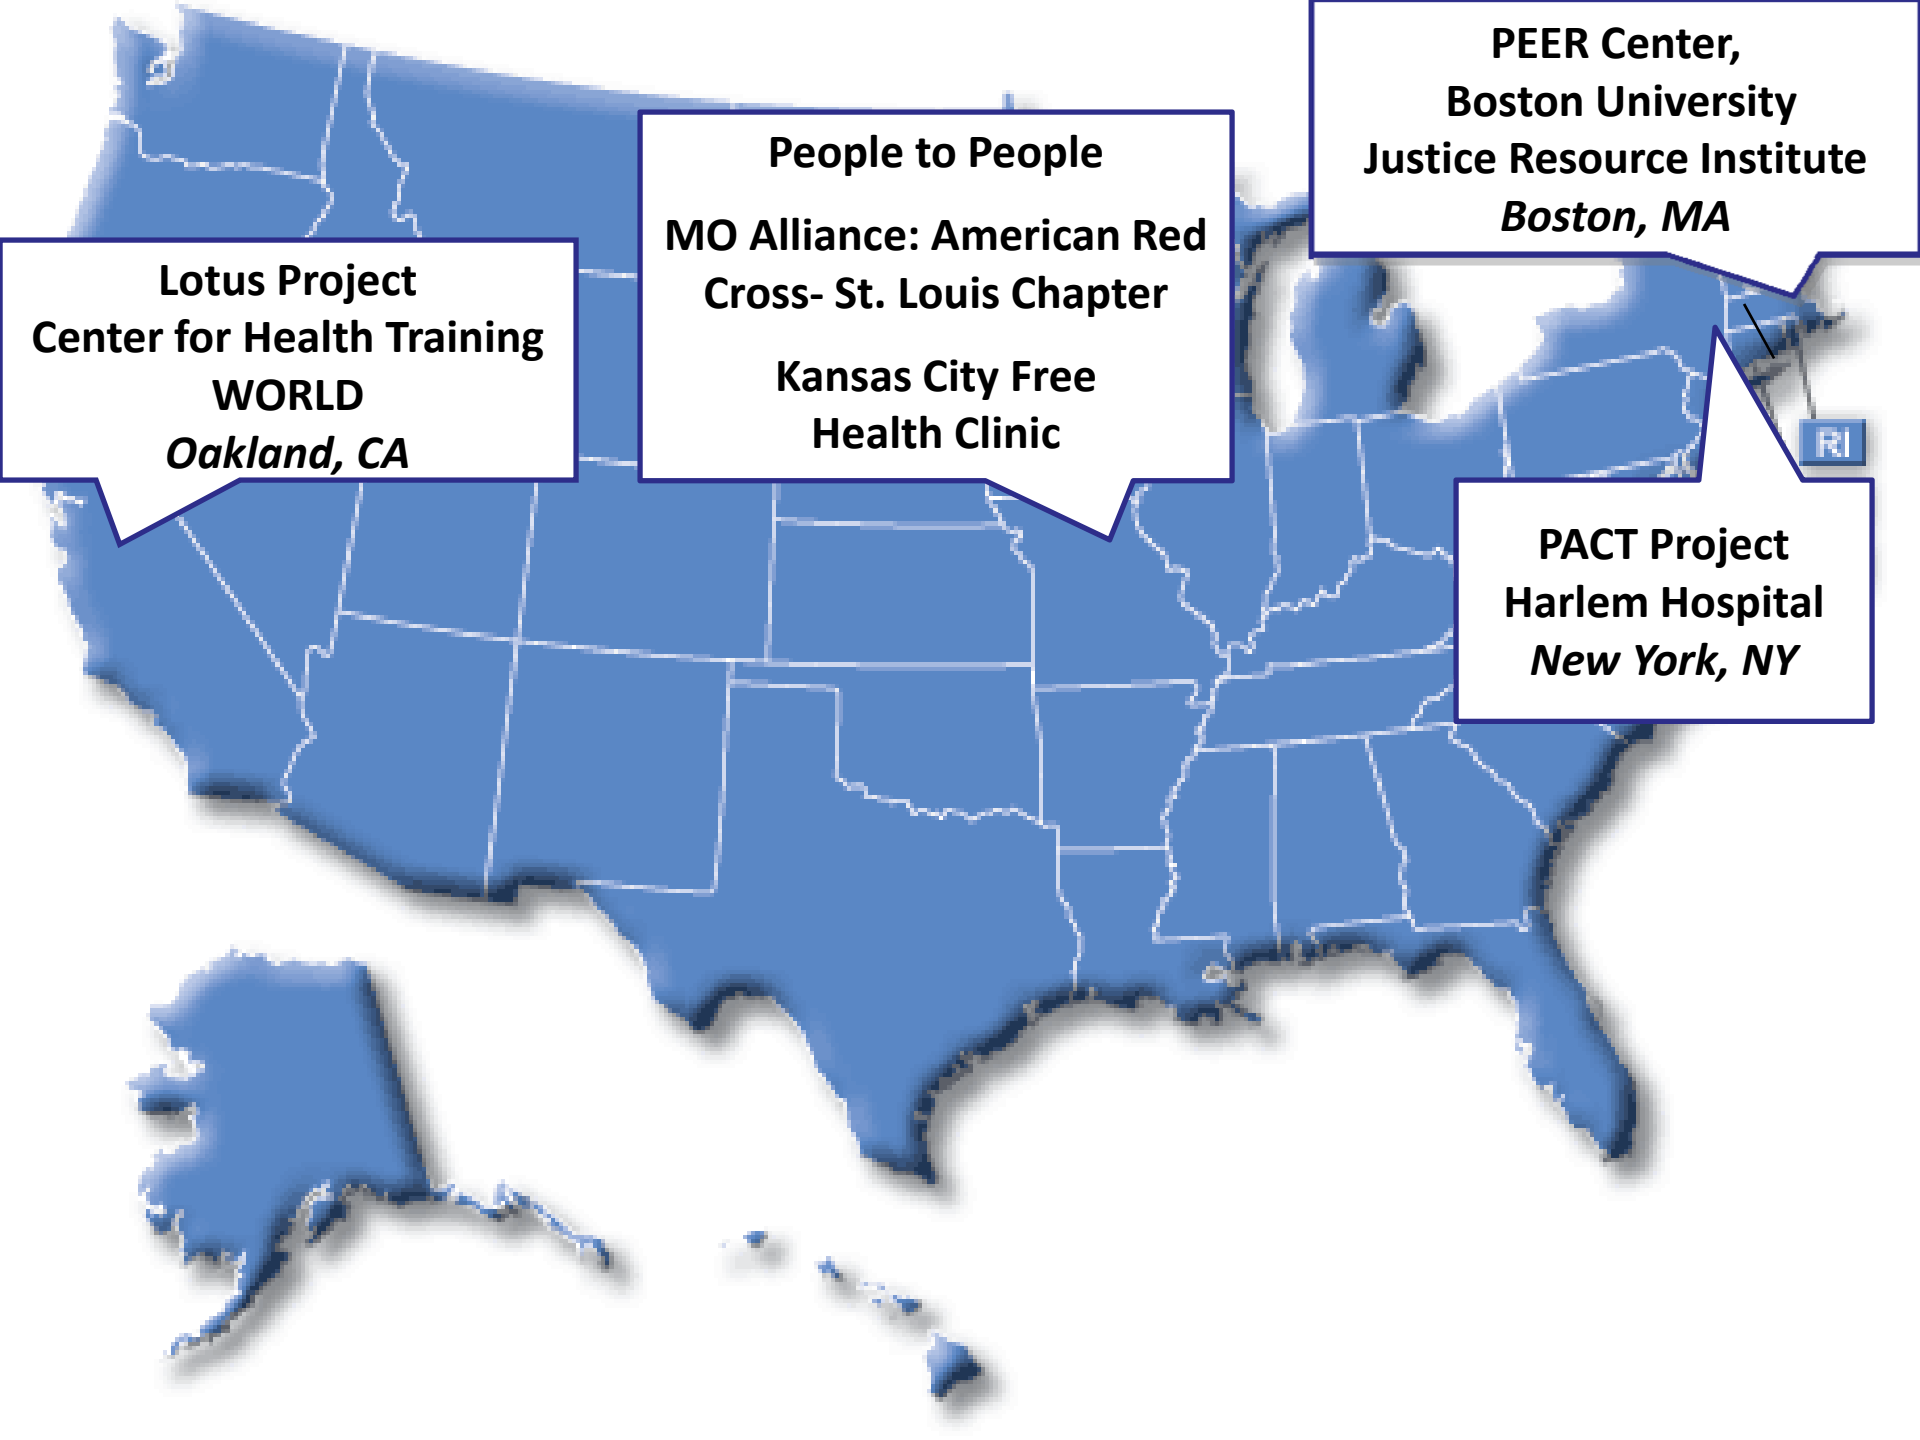 PEER Center,
Boston University
Justice Resource Institute
Boston, MA
People to People
MO Alliance: American Red
Cross- St. Louis Chapter
Kansas City Free
Health Clinic
Lotus Project
Center for Health Training
WORLD
Oakland, CA
RI
PACT Project
Harlem Hospital
New York, NY